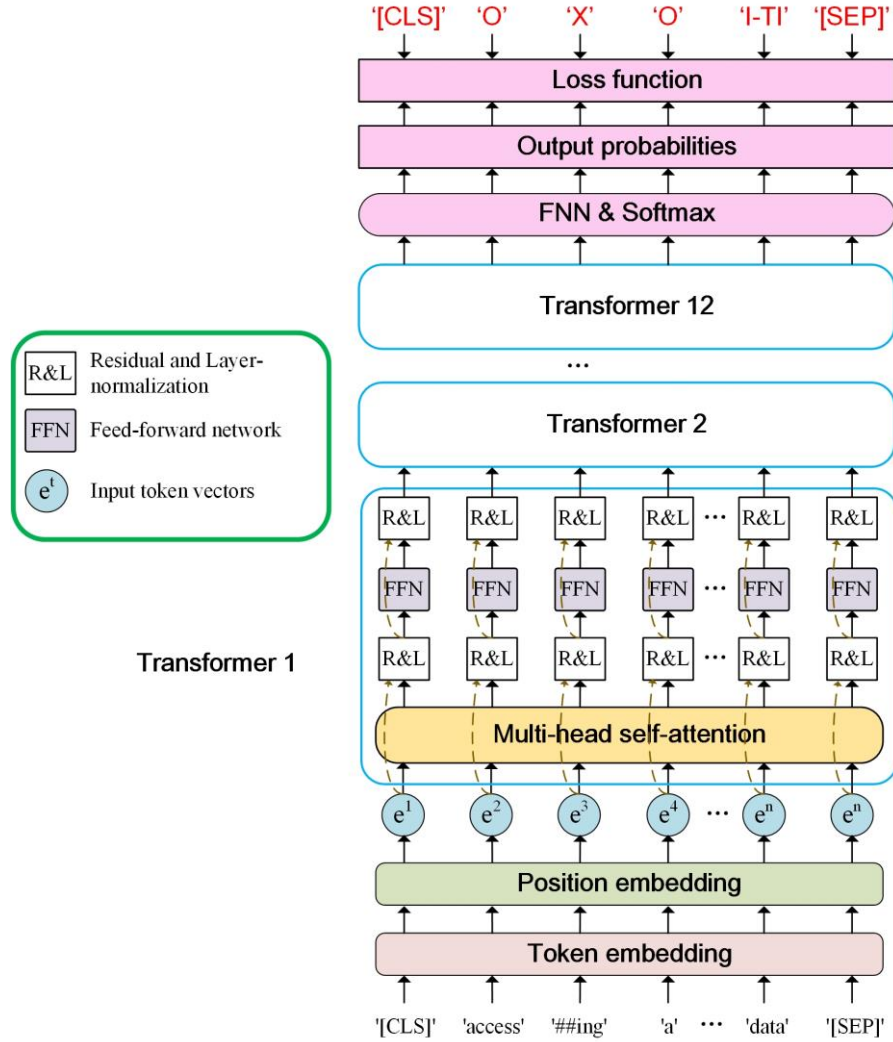 ‘[CLS]’ ‘O’ ‘X’ ‘O’ ‘I-TI’ ‘[SEP]’
Loss function
Output probabilities
FNN & Softmax
Transformer 12
...
Transformer 2
R&L Residual and Layer-
normalization
FFN Feed-forward network
e^t Input token vectors
R&L R&L R&L R&L ... R&L R&L
FFN FFN FFN FFN ... FFN FFN
R&L R&L R&L R&L ... R&L R&L
Transformer 1
Multi-head self-attention
e^1 e^2 e^3 e^4 ... e^n e^n
Position embedding
Token embedding
'[CLS]' 'access' '##ing' 'a' ... 'data' '[SEP]'